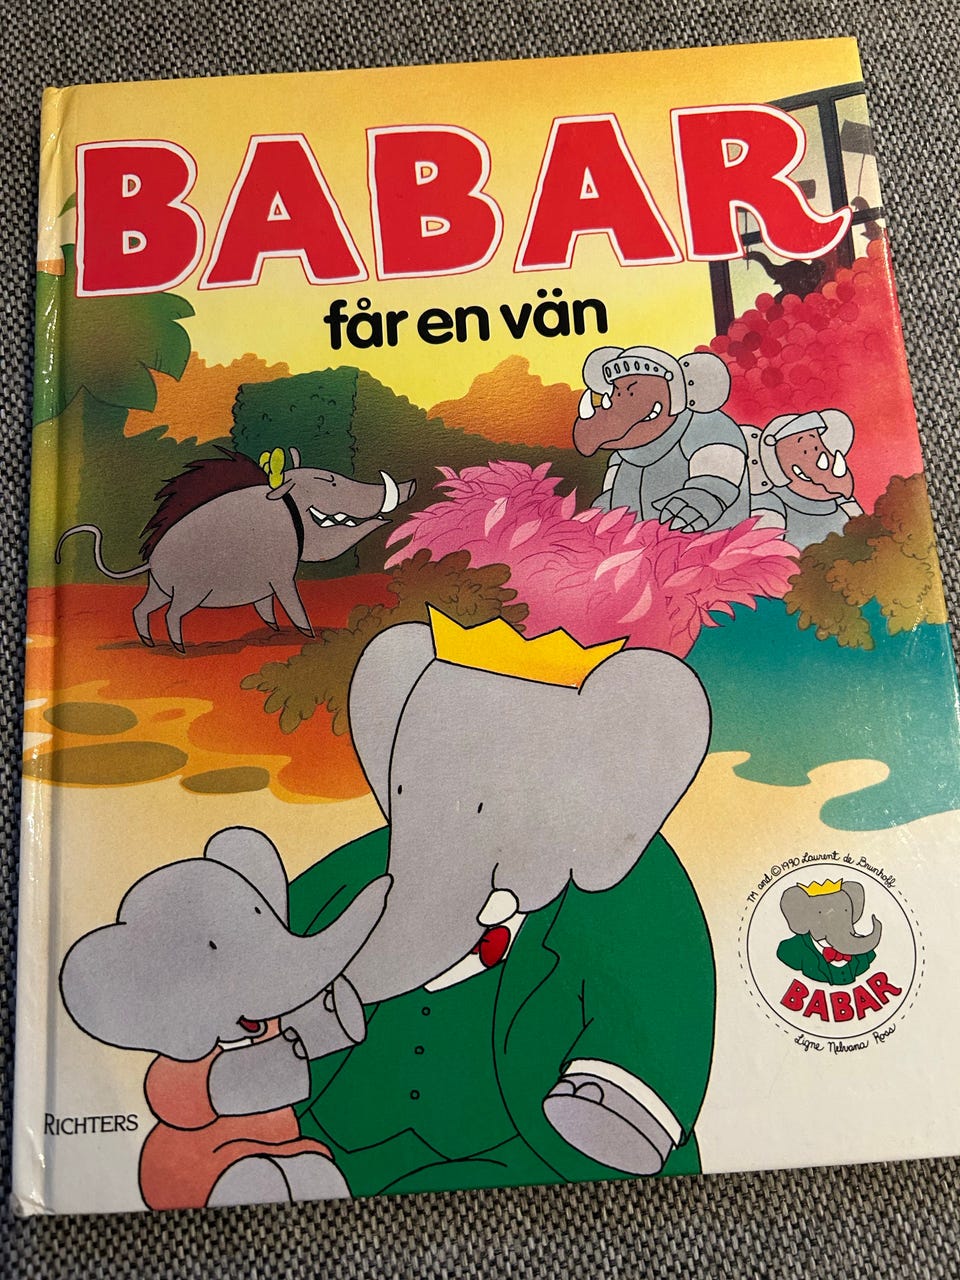 BABAR
får en vän
TM and © 1990 Laurent de Brunhoff
BABAR
Ligne Nelvana Ross
RICHTERS